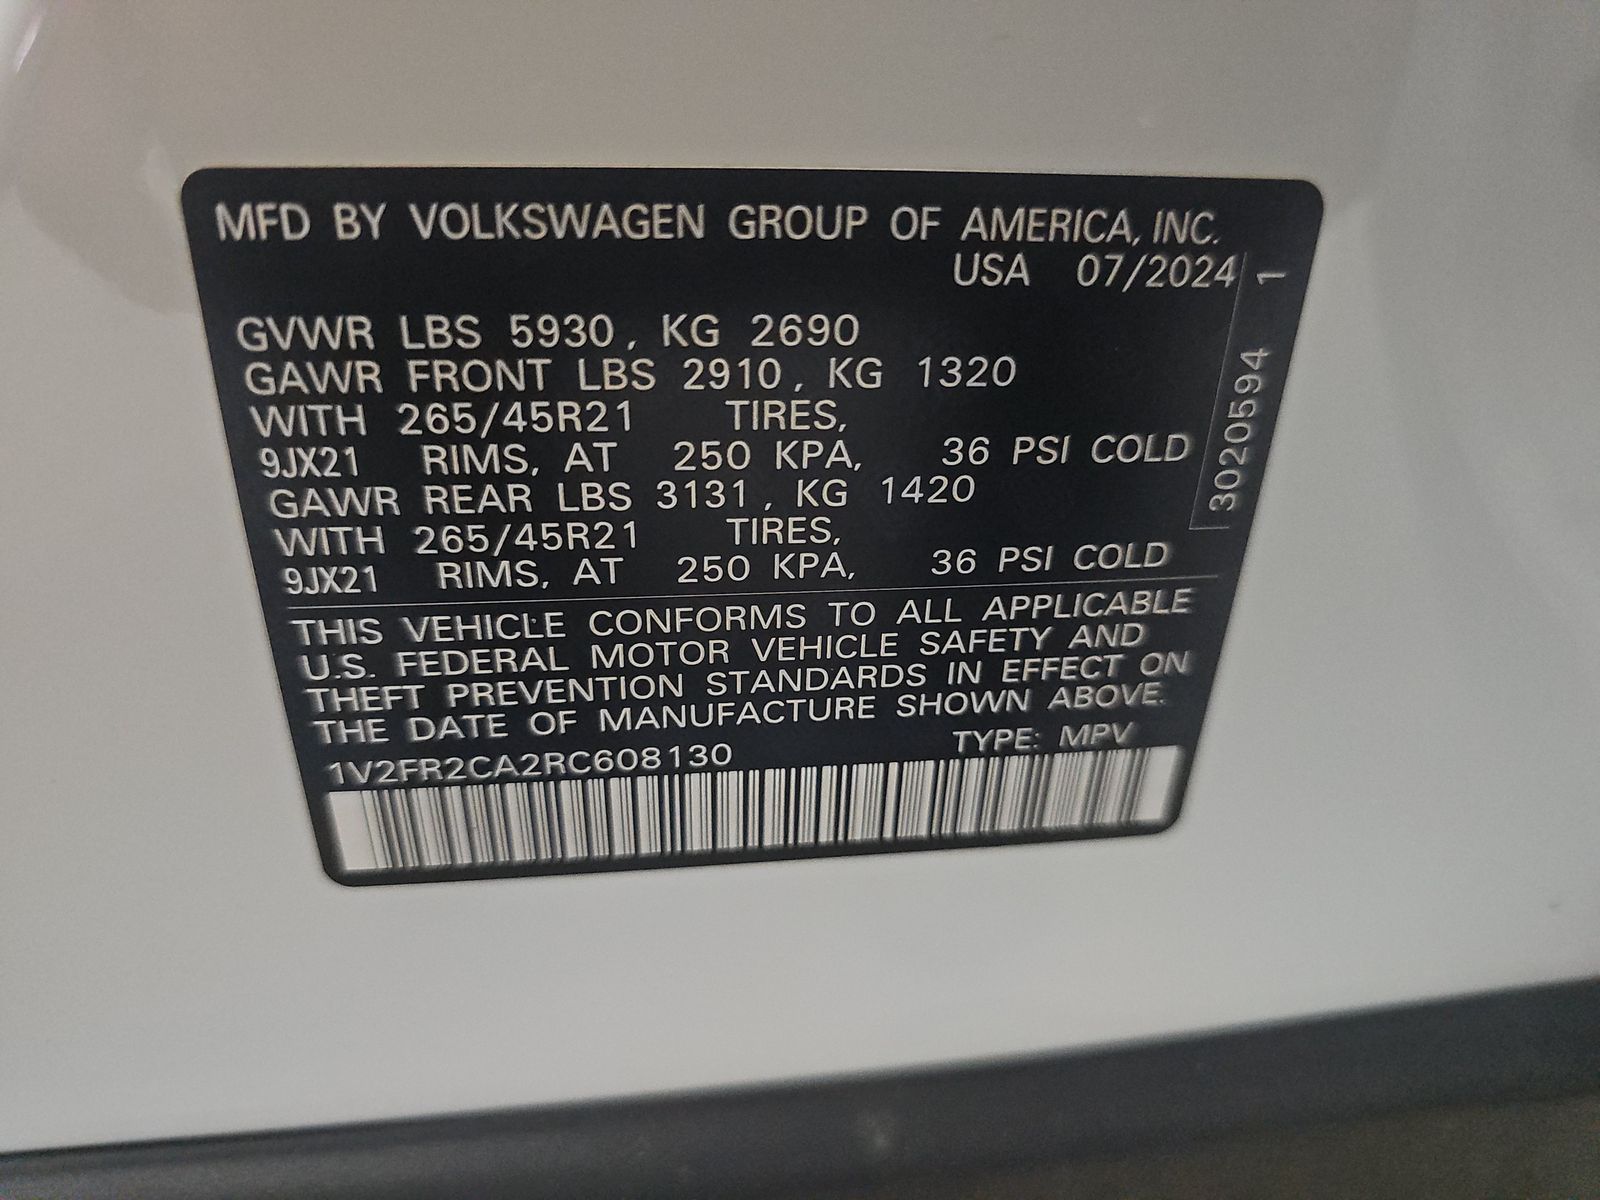 MFD BY VOLKSWAGEN GROUP OF AMERICA, INC.
USA 07/2024
GVWR LBS 5930, KG 2690
GAWR FRONT LBS 2910, KG 1320
WITH 265/45R21 TIRES,
9JX21 RIMS, AT 250 KPA, 36 PSI COLD
GAWR REAR LBS 3131, KG 1420
WITH 265/45R21 TIRES,
9JX21 RIMS, AT 250 KPA, 36 PSI COLD
3020594 1
THIS VEHICLE CONFORMS TO ALL APPLICABLE
U.S. FEDERAL MOTOR VEHICLE SAFETY AND
THEFT PREVENTION STANDARDS IN EFFECT ON
THE DATE OF MANUFACTURE SHOWN ABOVE.
1V2FR2CA2RC608130 TYPE: MPV